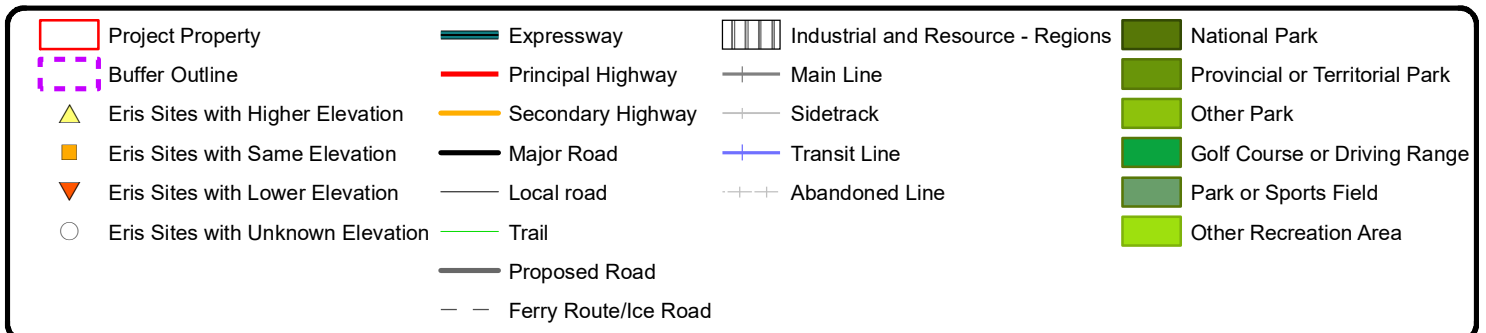 Project Property
Buffer Outline
Eris Sites with Higher Elevation
Eris Sites with Same Elevation
Eris Sites with Lower Elevation
Eris Sites with Unknown Elevation
Expressway
Principal Highway
Secondary Highway
Major Road
Local road
Trail
Proposed Road
Ferry Route/Ice Road
Industrial and Resource - Regions
Main Line
Sidetrack
Transit Line
Abandoned Line
National Park
Provincial or Territorial Park
Other Park
Golf Course or Driving Range
Park or Sports Field
Other Recreation Area